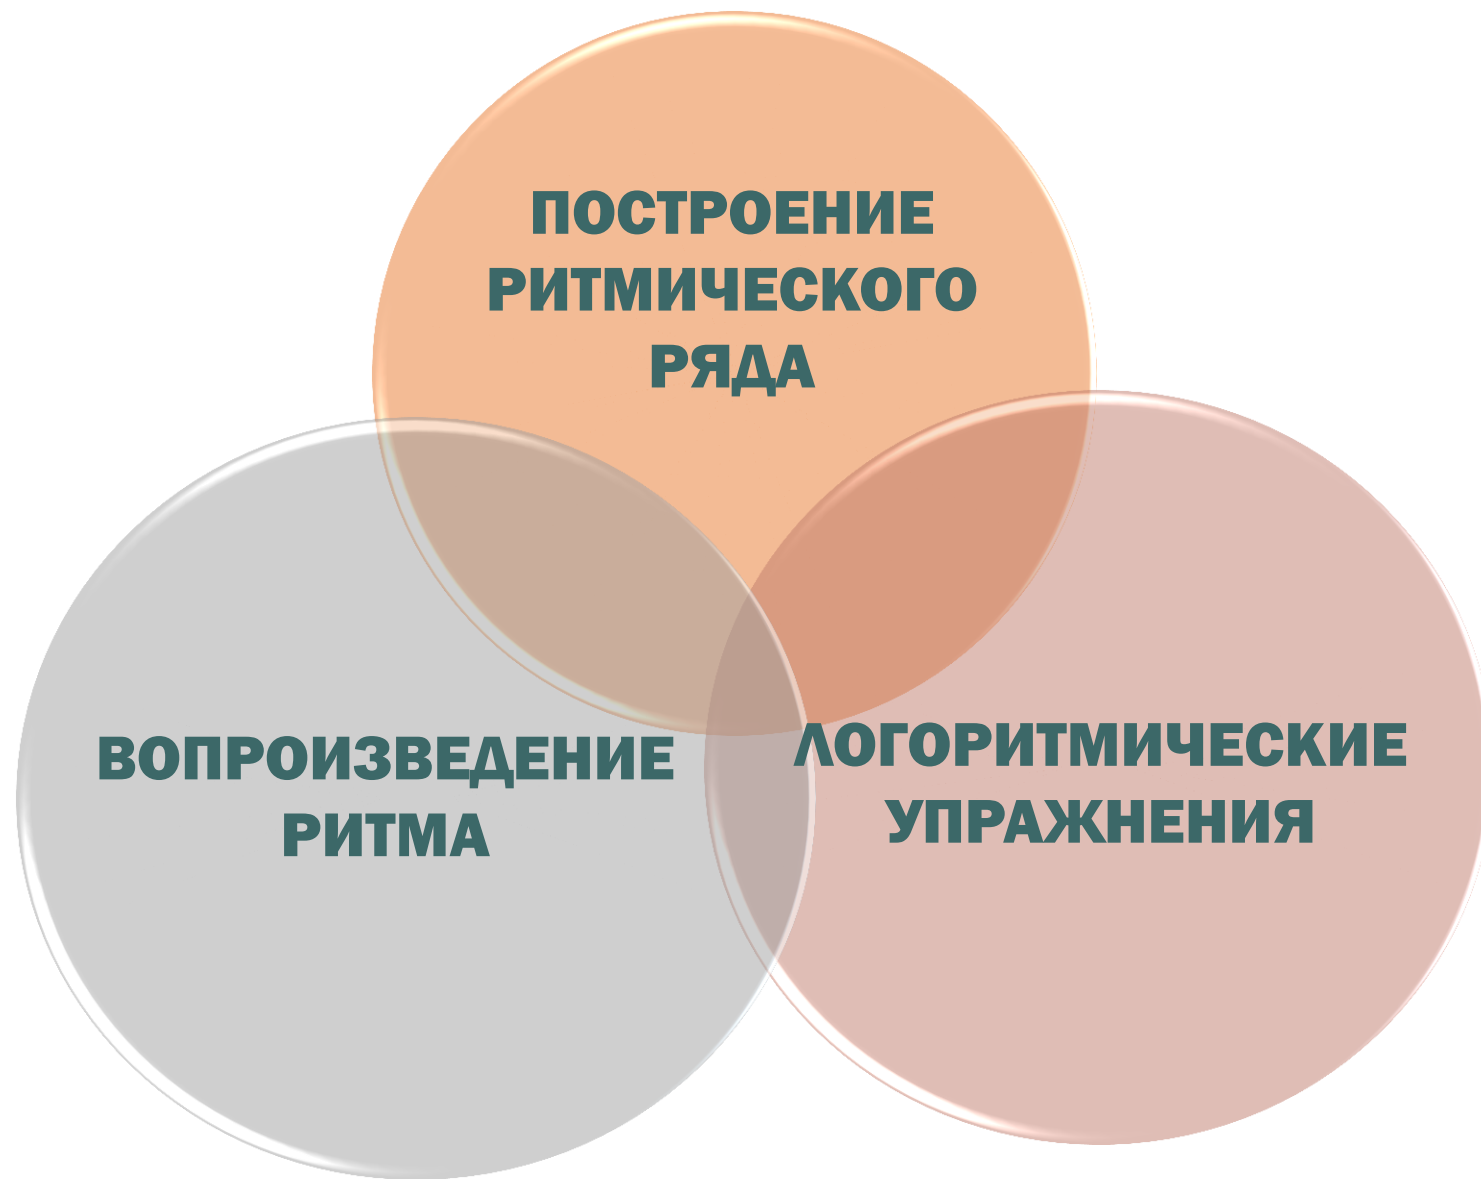 ПОСТРОЕНИЕ
РИТМИЧЕСКОГО
РЯДА
ВОПРОИЗВЕДЕНИЕ
РИТМА
ЛОГОРИТМИЧЕСКИЕ
УПРАЖНЕНИЯ